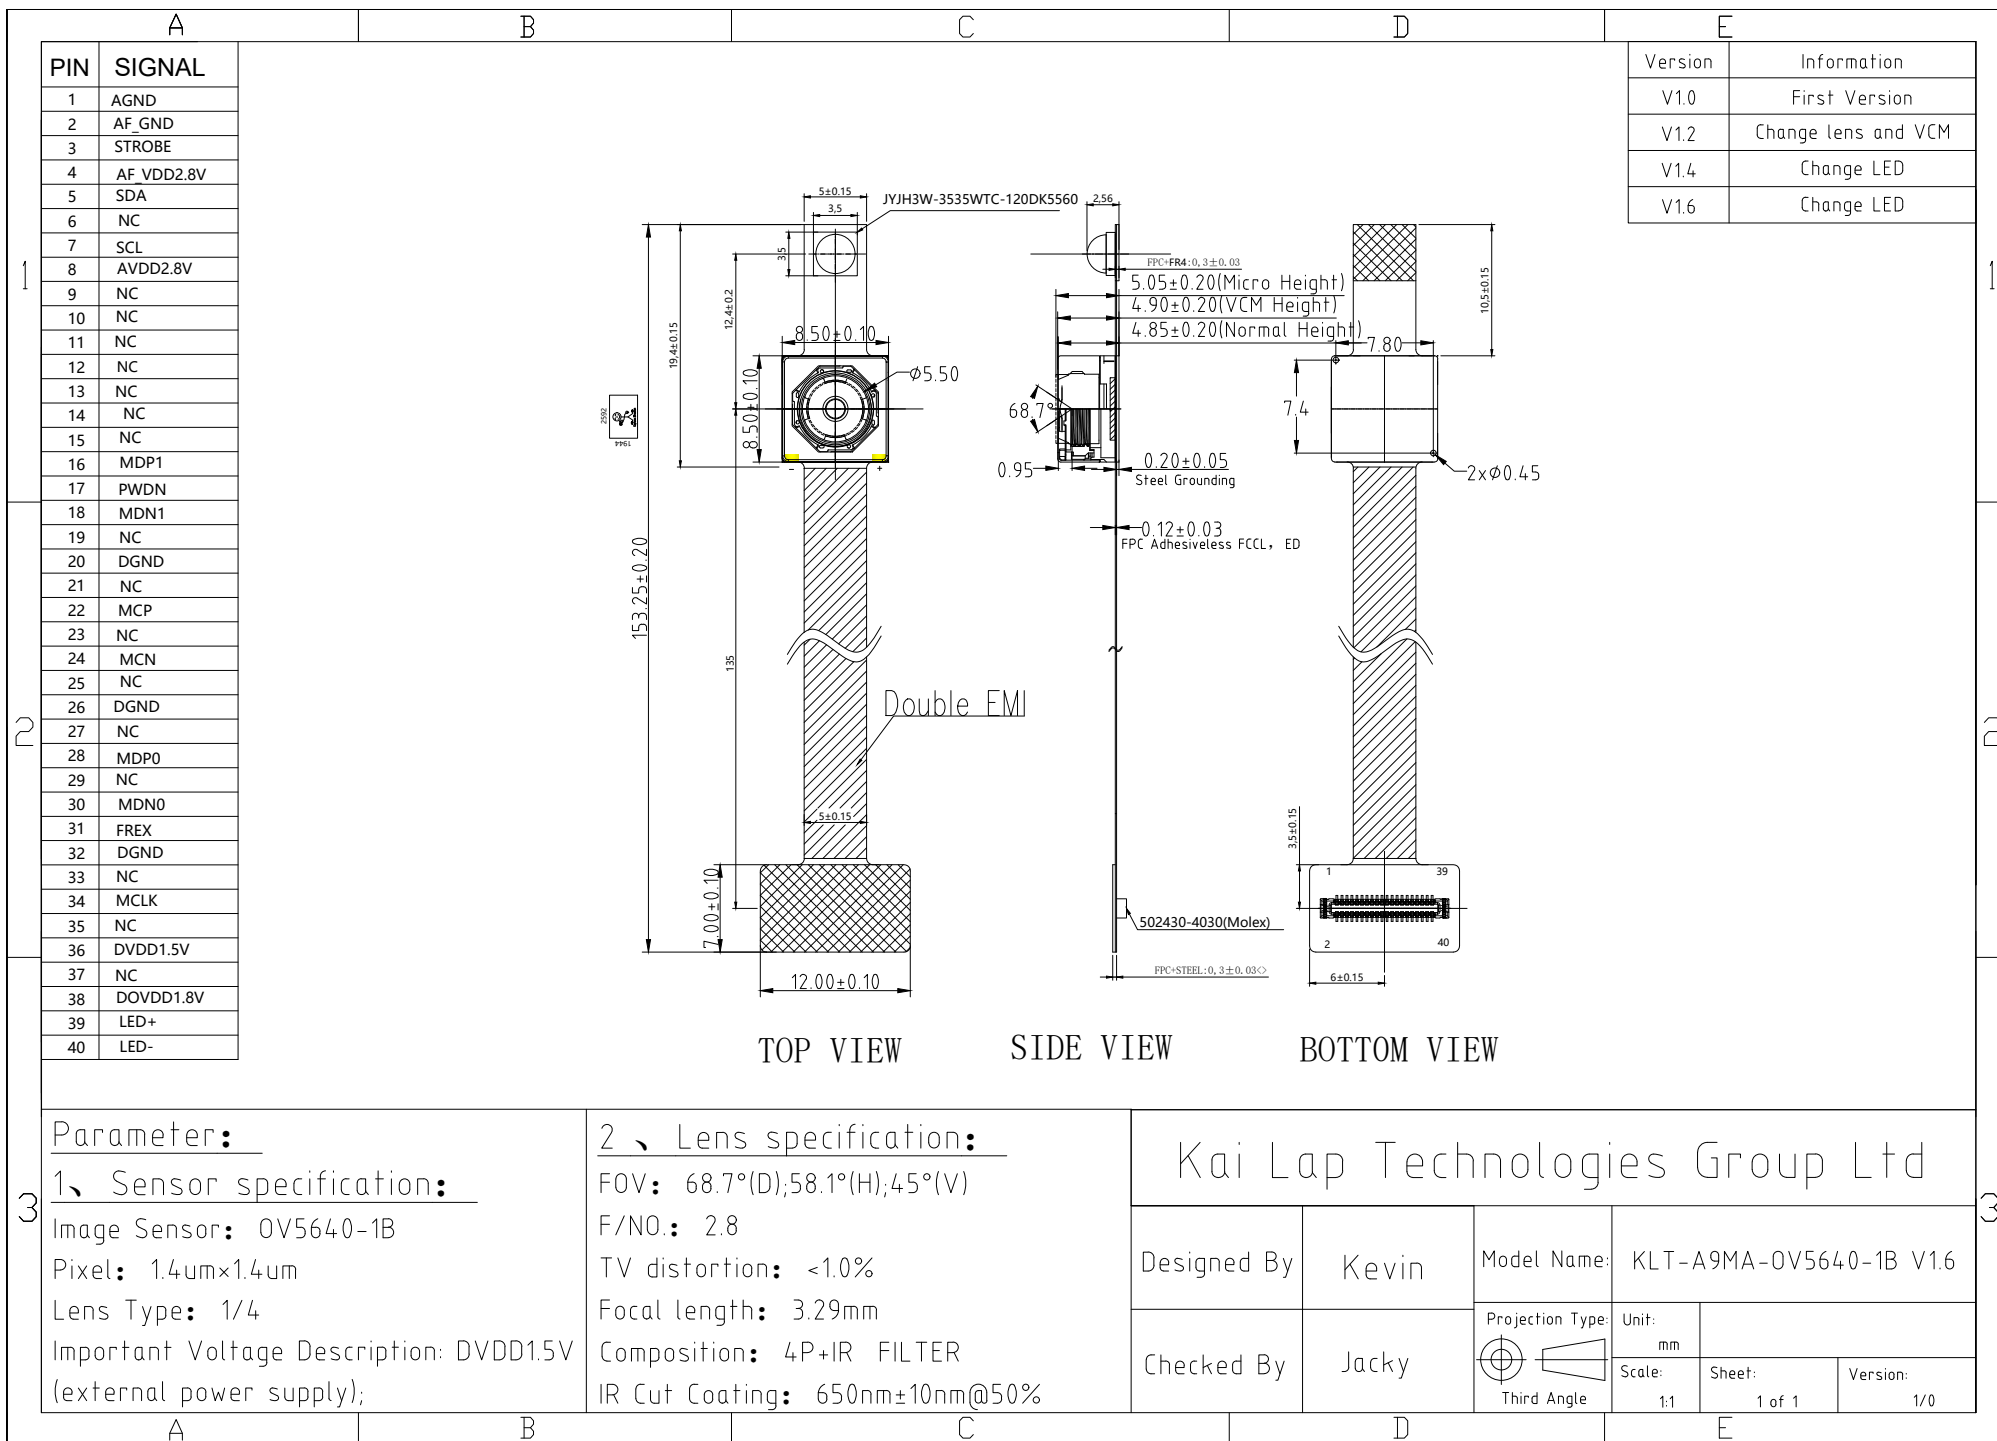 A B C D E
PIN SIGNAL
1 AGND
2 AF_GND
3 STROBE
4 AF_VDD2.8V
5 SDA
6 NC
7 SCL
8 AVDD2.8V
9 NC
10 NC
11 NC
12 NC
13 NC
14 NC
15 NC
16 MDP1
17 PWDN
18 MDN1
19 NC
20 DGND
21 NC
22 MCP
23 NC
24 MCN
25 NC
26 DGND
27 NC
28 MDP0
29 NC
30 MDN0
31 FREX
32 DGND
33 NC
34 MCLK
35 NC
36 DVDD1.5V
37 NC
38 DOVDD1.8V
39 LED+
40 LED-
Version Information
V1.0 First Version
V1.2 Change lens and VCM
V1.4 Change LED
V1.6 Change LED
1
2
3
1
2
3
5±0.15
3,5
3,5
JYJH3W-3535WTC-120DK5560
12,4±0.2
19,4±0.15
8.50±0.10
8.50±0.10
Ø5.50
2592
1944
- +
153.25±0.20
135
Double EMI
5±0.15
7.00±0.10
12.00±0.10
TOP VIEW
2,56
FPC+FR4:0,3±0.03
5.05±0.20(Micro Height)
4.90±0.20(VCM Height)
4.85±0.20(Normal Height)
68.7°
0.95
0.20±0.05
Steel Grounding
0.12±0.03
FPC Adhesiveless FCCL, ED
502430-4030(Molex)
FPC+STEEL:0,3±0.03
SIDE VIEW
10,5±0.15
7.80
7.4
2xØ0.45
3,5±0.15
1 39
2 40
6±0.15
BOTTOM VIEW
Parameter:
1、 Sensor specification:
Image Sensor: OV5640-1B
Pixel: 1.4um×1.4um
Lens Type: 1/4
Important Voltage Description: DVDD1.5V
(external power supply);
2 、 Lens specification:
FOV: 68.7°(D);58.1°(H);45°(V)
F/NO.: 2.8
TV distortion: <1.0%
Focal length: 3.29mm
Composition: 4P+IR FILTER
IR Cut Coating: 650nm±10nm@50%
Kai Lap Technologies Group Ltd
Designed By Kevin
Model Name: KLT-A9MA-OV5640-1B V1.6
Checked By Jacky
Projection Type:
Third Angle
Unit:
mm
Scale:
1:1
Sheet:
1 of 1
Version:
1/0
A B C D E